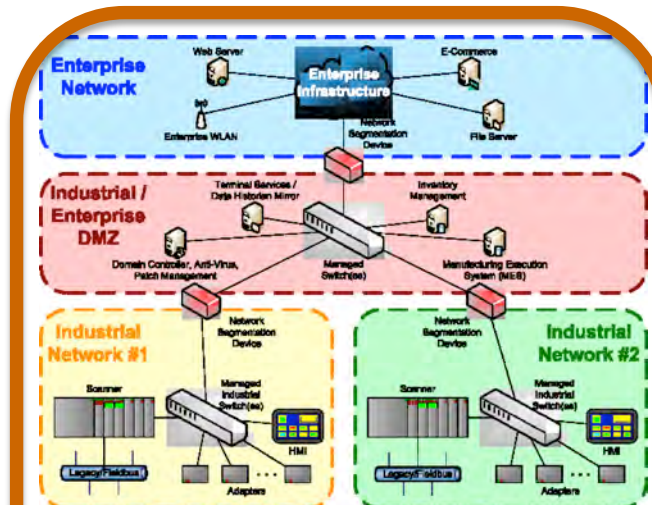 Enterprise
Network
Web Server
Enterprise
Infrastructure
E-Commerce
Enterprise WLAN
File Server
Network
Segmentation
Device
Industrial /
Enterprise
DMZ
Terminal Services /
Data Historian Mirror
Inventory
Management
Domain Controller, Anti-Virus,
Patch Management
Managed
Switch(es)
Manufacturing Execution
System (MES)
Industrial
Network #1
Network
Segmentation
Device
Scanner
Managed
Industrial
Switch(es)
HMI
Legacy/Fieldbus
Adapters
Network
Segmentation
Device
Industrial
Network #2
Scanner
Managed
Industrial
Switch(es)
HMI
Legacy/Fieldbus
Adapters